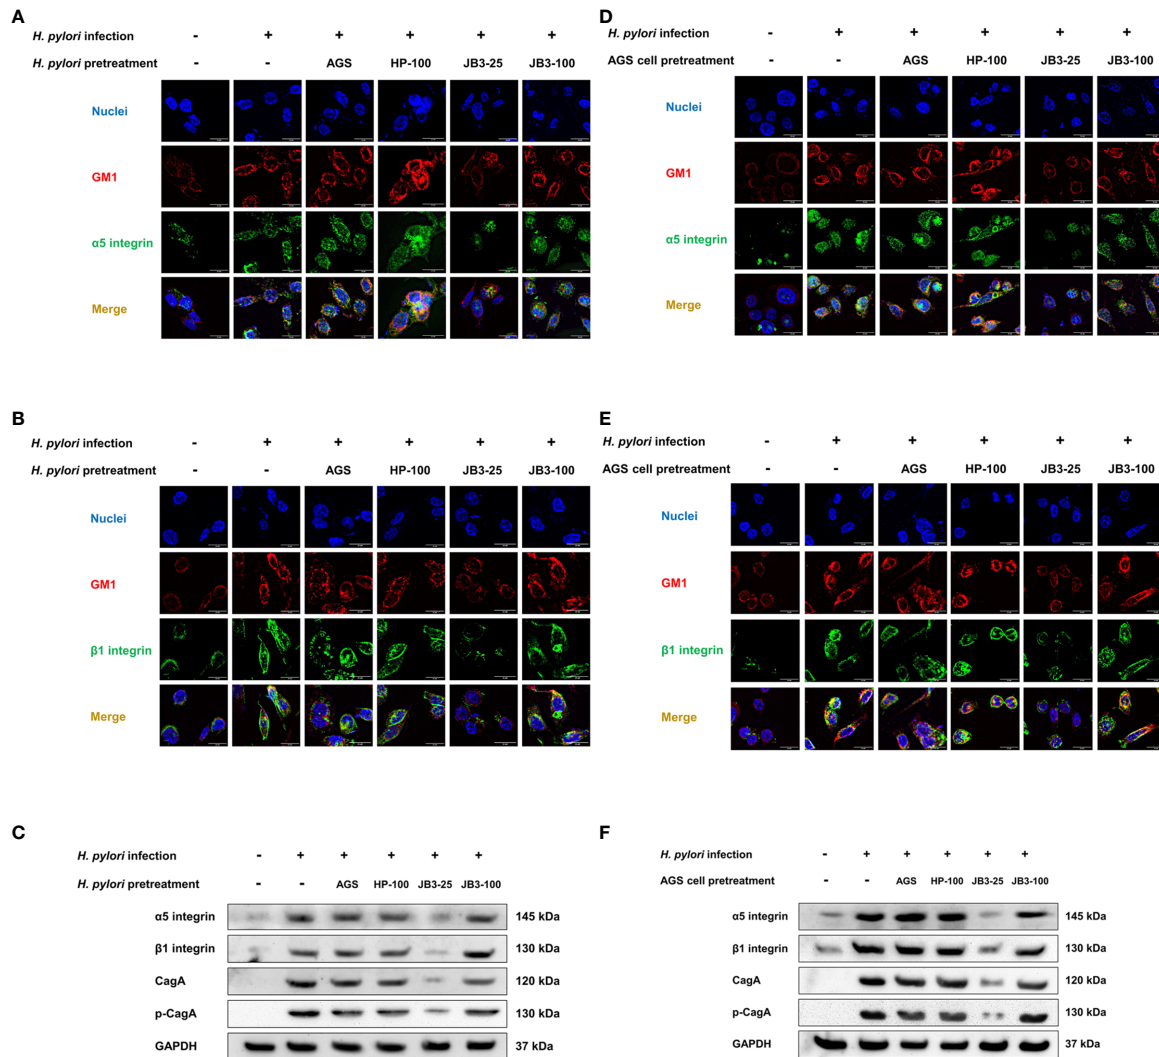 A
H. pylori infection - + + + + +
H. pylori pretreatment - - AGS HP-100 JB3-25 JB3-100
Nuclei
GM1
α5 integrin
Merge
D
H. pylori infection - + + + + +
AGS cell pretreatment - - AGS HP-100 JB3-25 JB3-100
Nuclei
GM1
α5 integrin
Merge
B
H. pylori infection - + + + + +
H. pylori pretreatment - - AGS HP-100 JB3-25 JB3-100
Nuclei
GM1
β1 integrin
Merge
E
H. pylori infection - + + + + +
AGS cell pretreatment - - AGS HP-100 JB3-25 JB3-100
Nuclei
GM1
β1 integrin
Merge
C
H. pylori infection - + + + + +
H. pylori pretreatment - - AGS HP-100 JB3-25 JB3-100
α5 integrin 145 kDa
β1 integrin 130 kDa
CagA 120 kDa
p-CagA 130 kDa
GAPDH 37 kDa
F
H. pylori infection - + + + + +
AGS cell pretreatment - - AGS HP-100 JB3-25 JB3-100
α5 integrin 145 kDa
β1 integrin 130 kDa
CagA 120 kDa
p-CagA 130 kDa
GAPDH 37 kDa